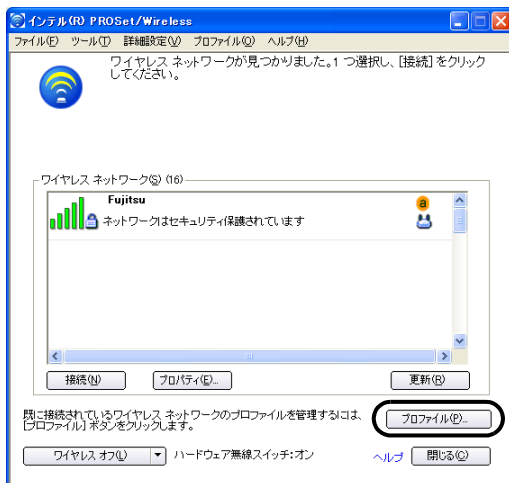 インテル(R) PROSet/Wireless
ファイル(F) ツール(T) 詳細設定(V) プロファイル(O) ヘルプ(H)
ワイヤレス ネットワークが見つかりました。1 つ選択し、[接続] をクリック
してください。
ワイヤレス ネットワーク(S) (16)
Fujitsu
a
ネットワークはセキュリティ保護されています
接続(N) プロパティ(E)... 更新(R)
既に接続されているワイヤレス ネットワークのプロファイルを管理するには、
[プロファイル] ボタンをクリックします。
プロファイル(P)...
ワイヤレス オフ(L) ハードウェア無線スイッチ:オン ヘルプ 閉じる(C)